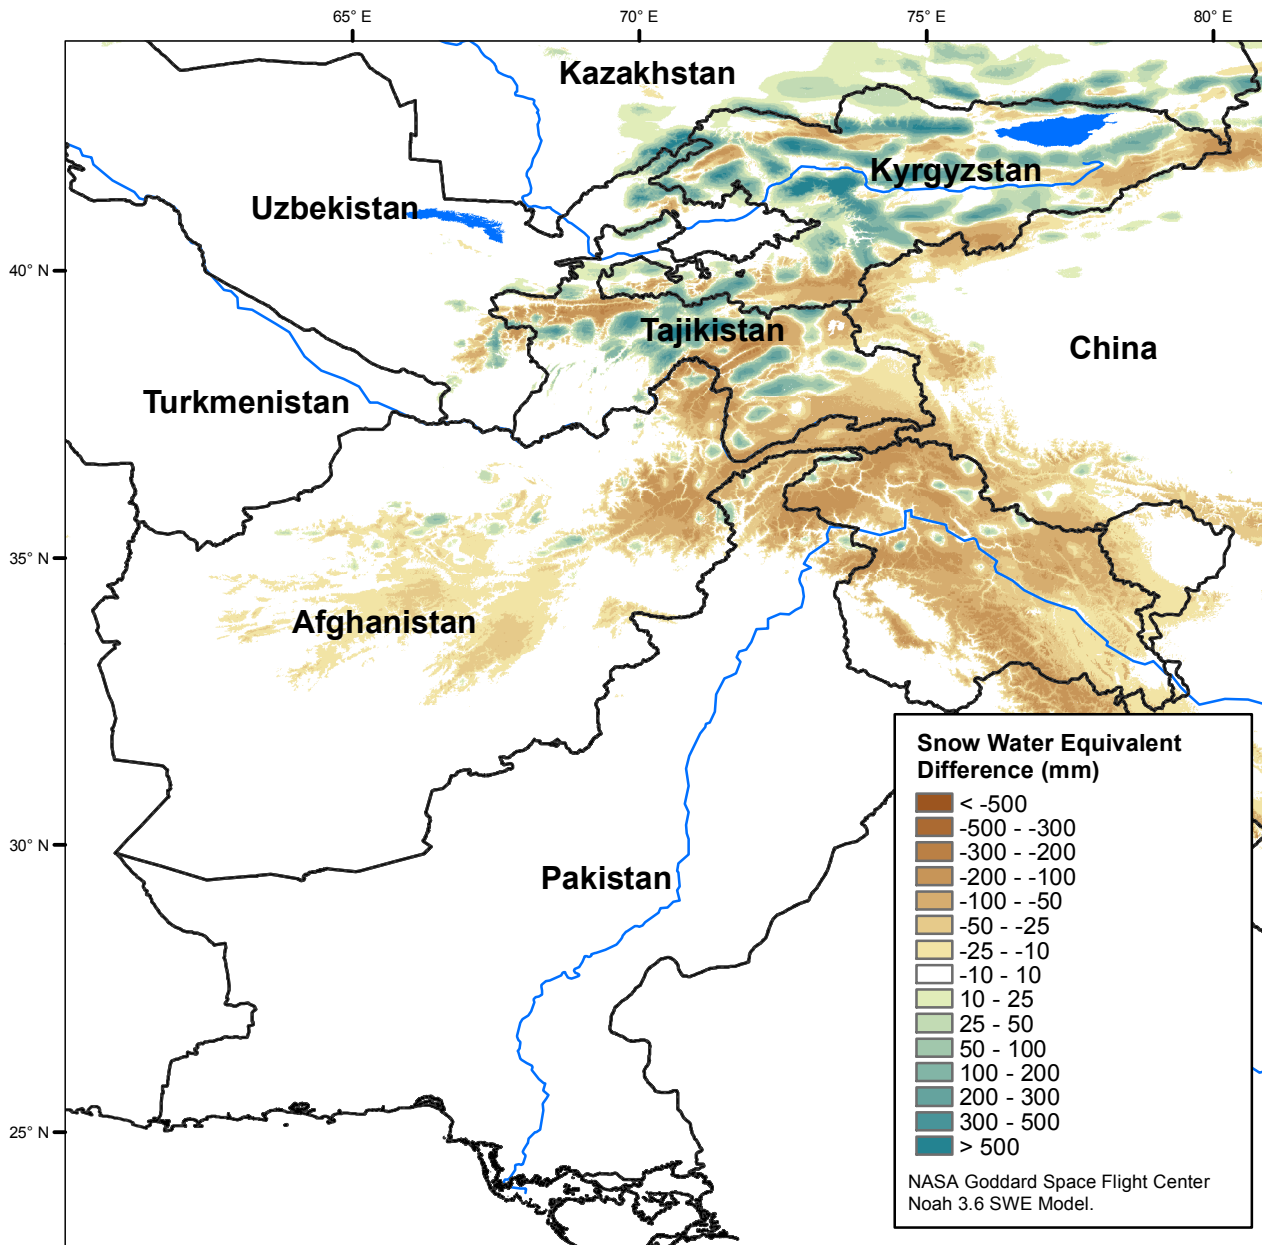 65° E
70° E
75° E
80° E
Kazakhstan
Kyrgyzstan
Uzbekistan
40° N
Tajikistan
China
Turkmenistan
35° N
Afghanistan
30° N
Pakistan
25° N
Snow Water Equivalent
Difference (mm)
< -500
-500 - -300
-300 - -200
-200 - -100
-100 - -50
-50 - -25
-25 - -10
-10 - 10
10 - 25
25 - 50
50 - 100
100 - 200
200 - 300
300 - 500
> 500
NASA Goddard Space Flight Center
Noah 3.6 SWE Model.